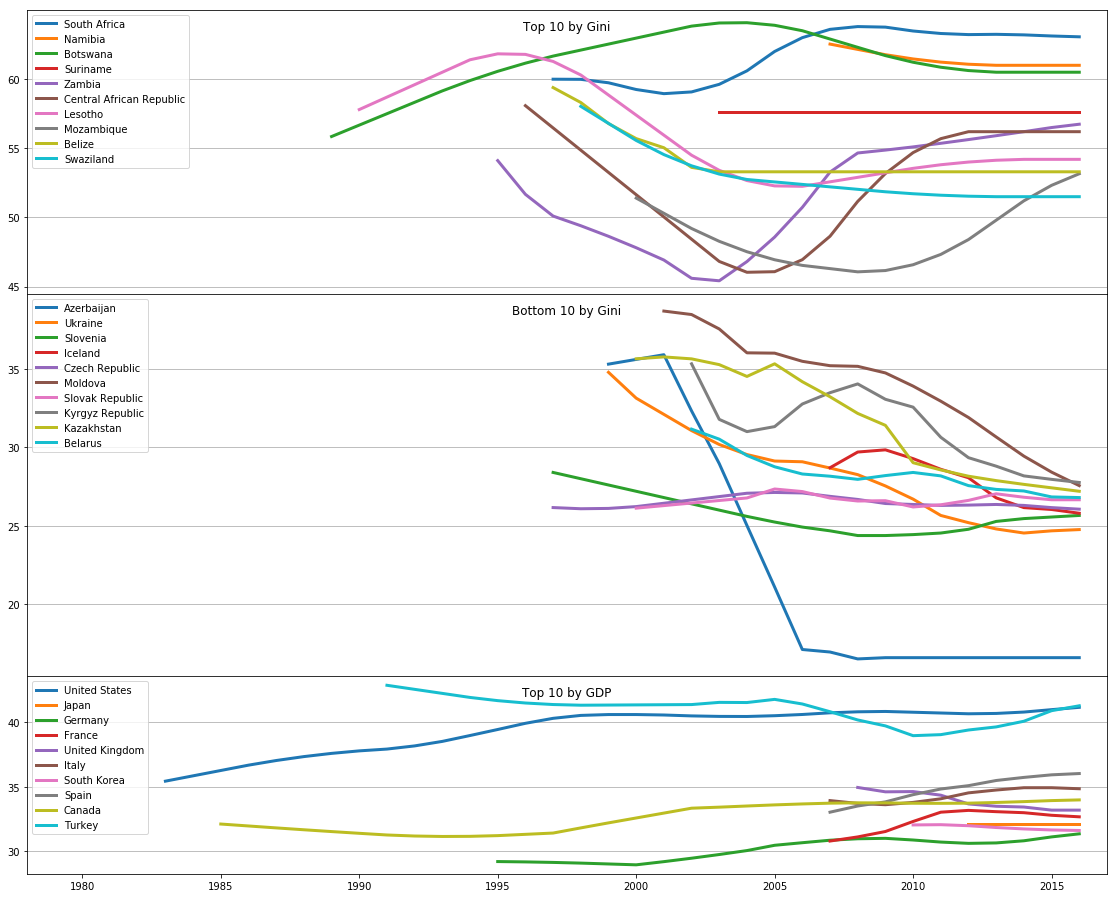 Top 10 by Gini
South Africa
Namibia
Botswana
Suriname
Zambia
Central African Republic
Lesotho
Mozambique
Belize
Swaziland
60
55
50
45
Bottom 10 by Gini
Azerbaijan
Ukraine
Slovenia
Iceland
Czech Republic
Moldova
Slovak Republic
Kyrgyz Republic
Kazakhstan
Belarus
35
30
25
20
Top 10 by GDP
United States
Japan
Germany
France
United Kingdom
Italy
South Korea
Spain
Canada
Turkey
40
35
30
1980 1985 1990 1995 2000 2005 2010 2015